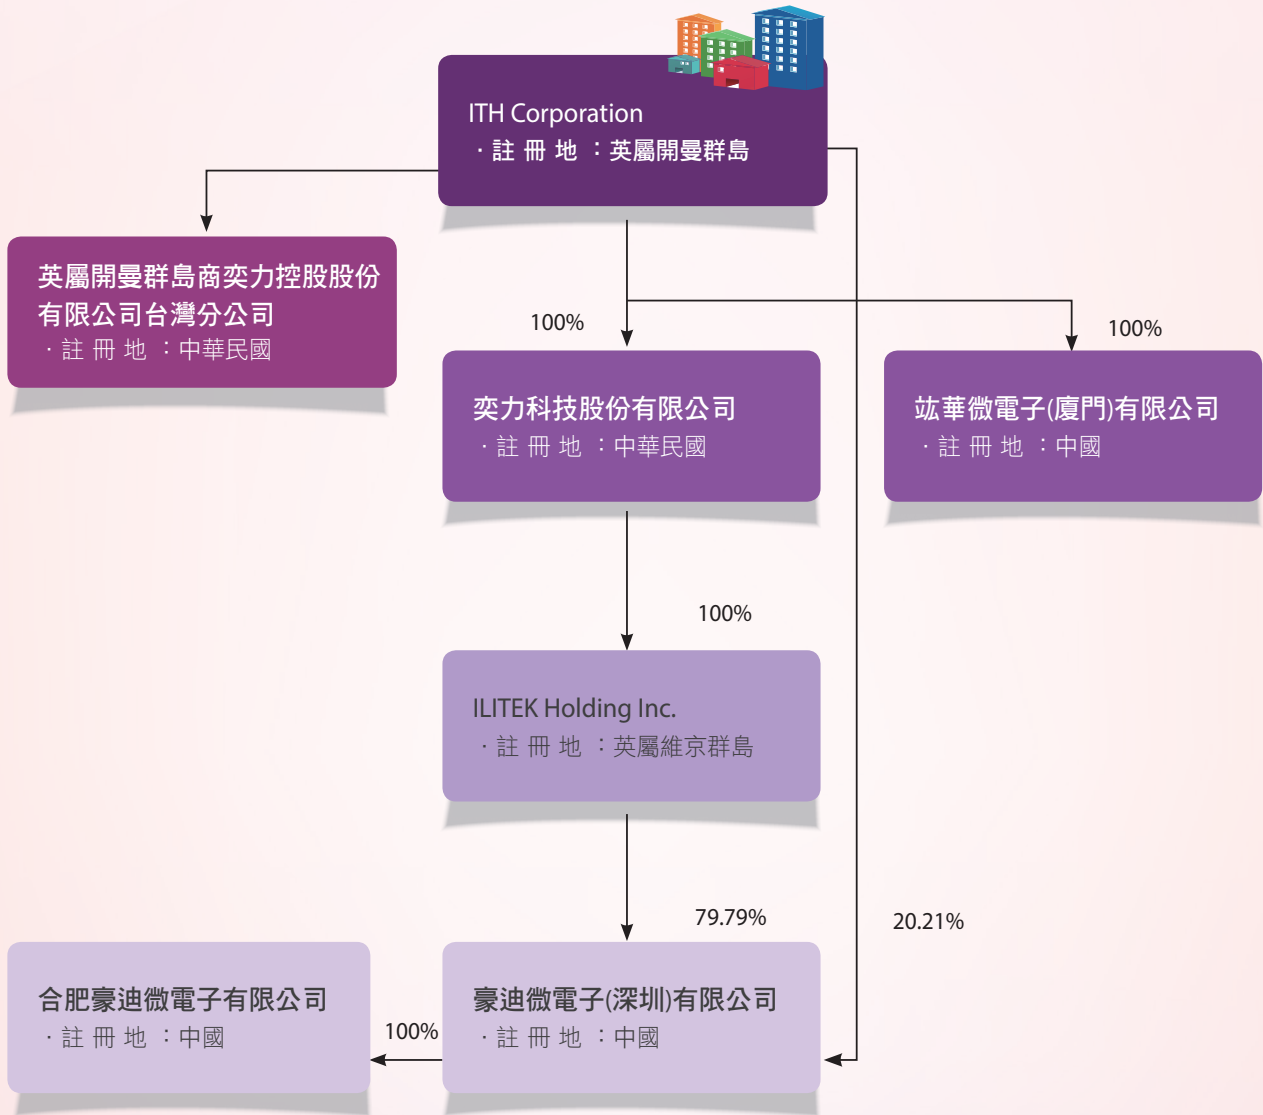 ITH Corporation
．註 冊 地 ：英屬開曼群島
英屬開曼群島商奕力控股股份
有限公司台灣分公司
．註 冊 地 ：中華民國
100%
100%
奕力科技股份有限公司
．註 冊 地 ：中華民國
竑華微電子(廈門)有限公司
．註 冊 地 ：中國
100%
ILITEK Holding Inc.
．註 冊 地 ：英屬維京群島
79.79%
20.21%
合肥豪迪微電子有限公司
．註 冊 地 ：中國
100%
豪迪微電子(深圳)有限公司
．註 冊 地 ：中國